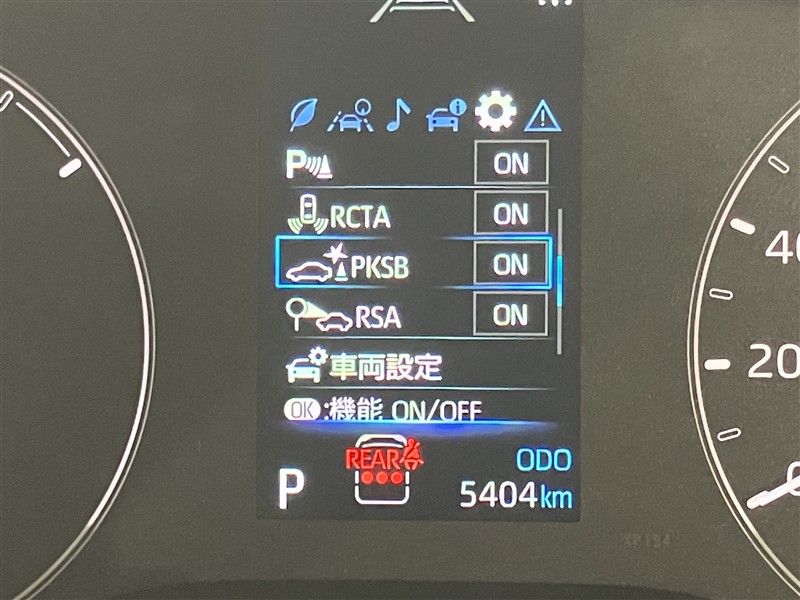 P ON
RCTA ON
PKSB ON
RSA ON
車両設定
OK:機能 ON/OFF
REAR
ODO
P 5404km
20